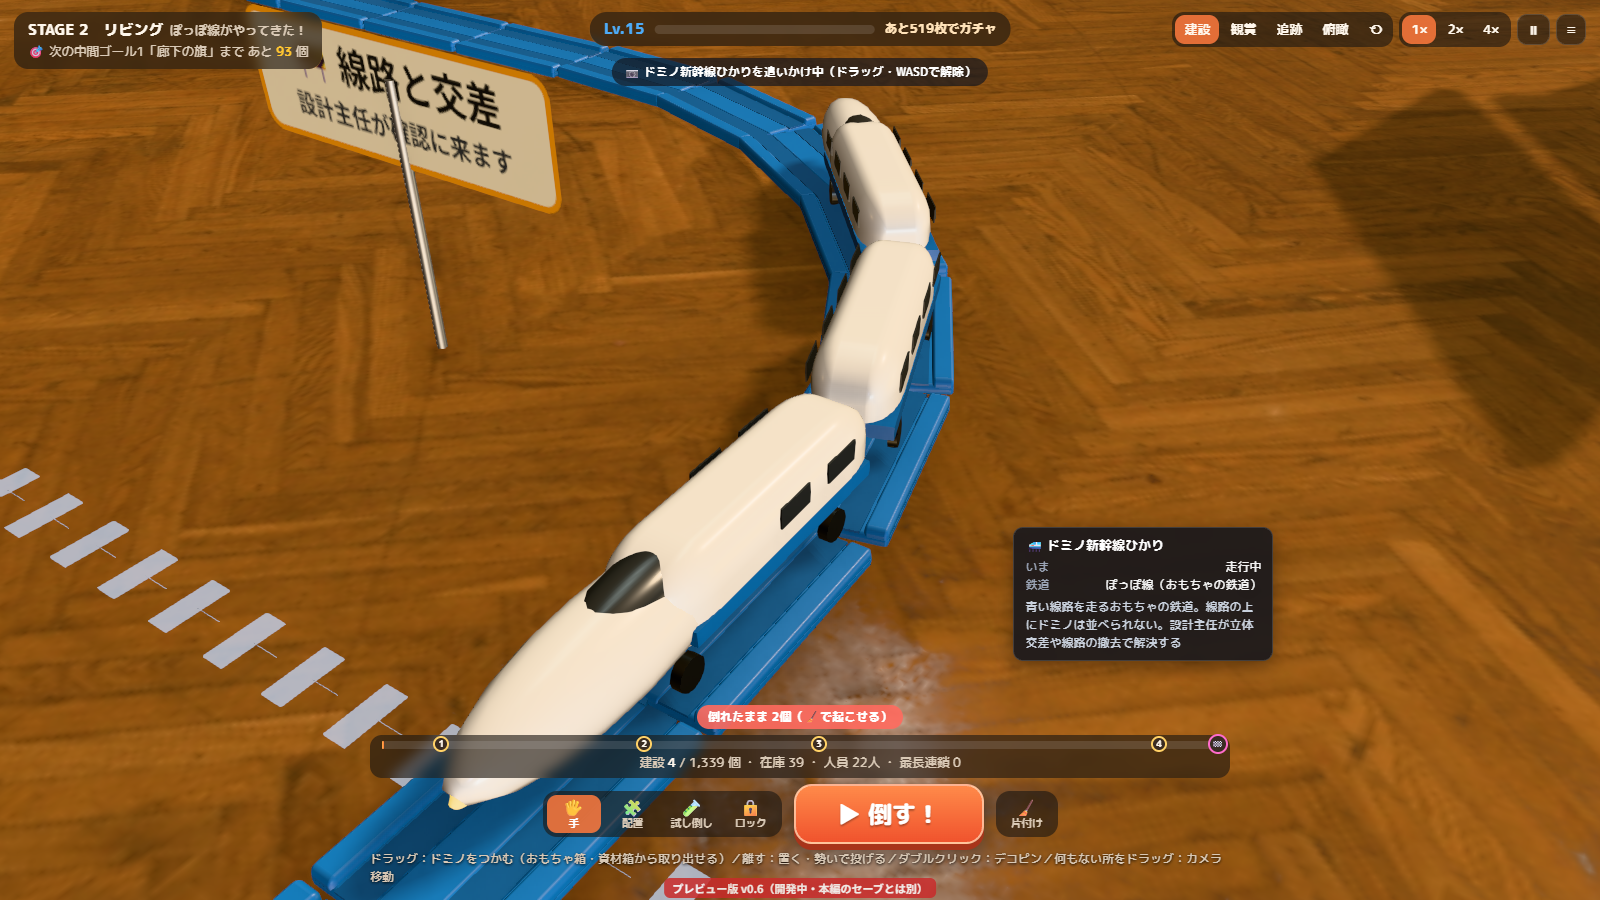 STAGE 2 リビング ぽっぽ線がやってきた！
🎯 次の中間ゴール1「廊下の旗」まで あと 93 個
Lv.15
あと519枚でガチャ
建設 観賞 追跡 俯瞰
1× 2× 4×
ドミノ新幹線ひかりを追いかけ中（ドラッグ・WASDで解除）
線路と交差
設計主任が確認に来ます
ドミノ新幹線ひかり
いま 走行中
鉄道 ぽっぽ線（おもちゃの鉄道）
青い線路を走るおもちゃの鉄道。線路の上
にドミノは並べられない。設計主任が立体
交差や線路の撤去で解決する
倒れたまま 2個（🧹で起こせる）
1 2 3 4
建設 4 / 1,339 個 ・ 在庫 39 ・ 人員 22人 ・ 最長連鎖 0
手 配置 試し倒し ロック
▶ 倒す！
片付け
ドラッグ：ドミノをつかむ（おもちゃ箱・資材箱から取り出せる）／離す：置く・勢いで投げる／ダブルクリック：デコピン／何もない所をドラッグ：カメラ
移動
プレビュー版 v0.6（開発中・本編のセーブとは別）